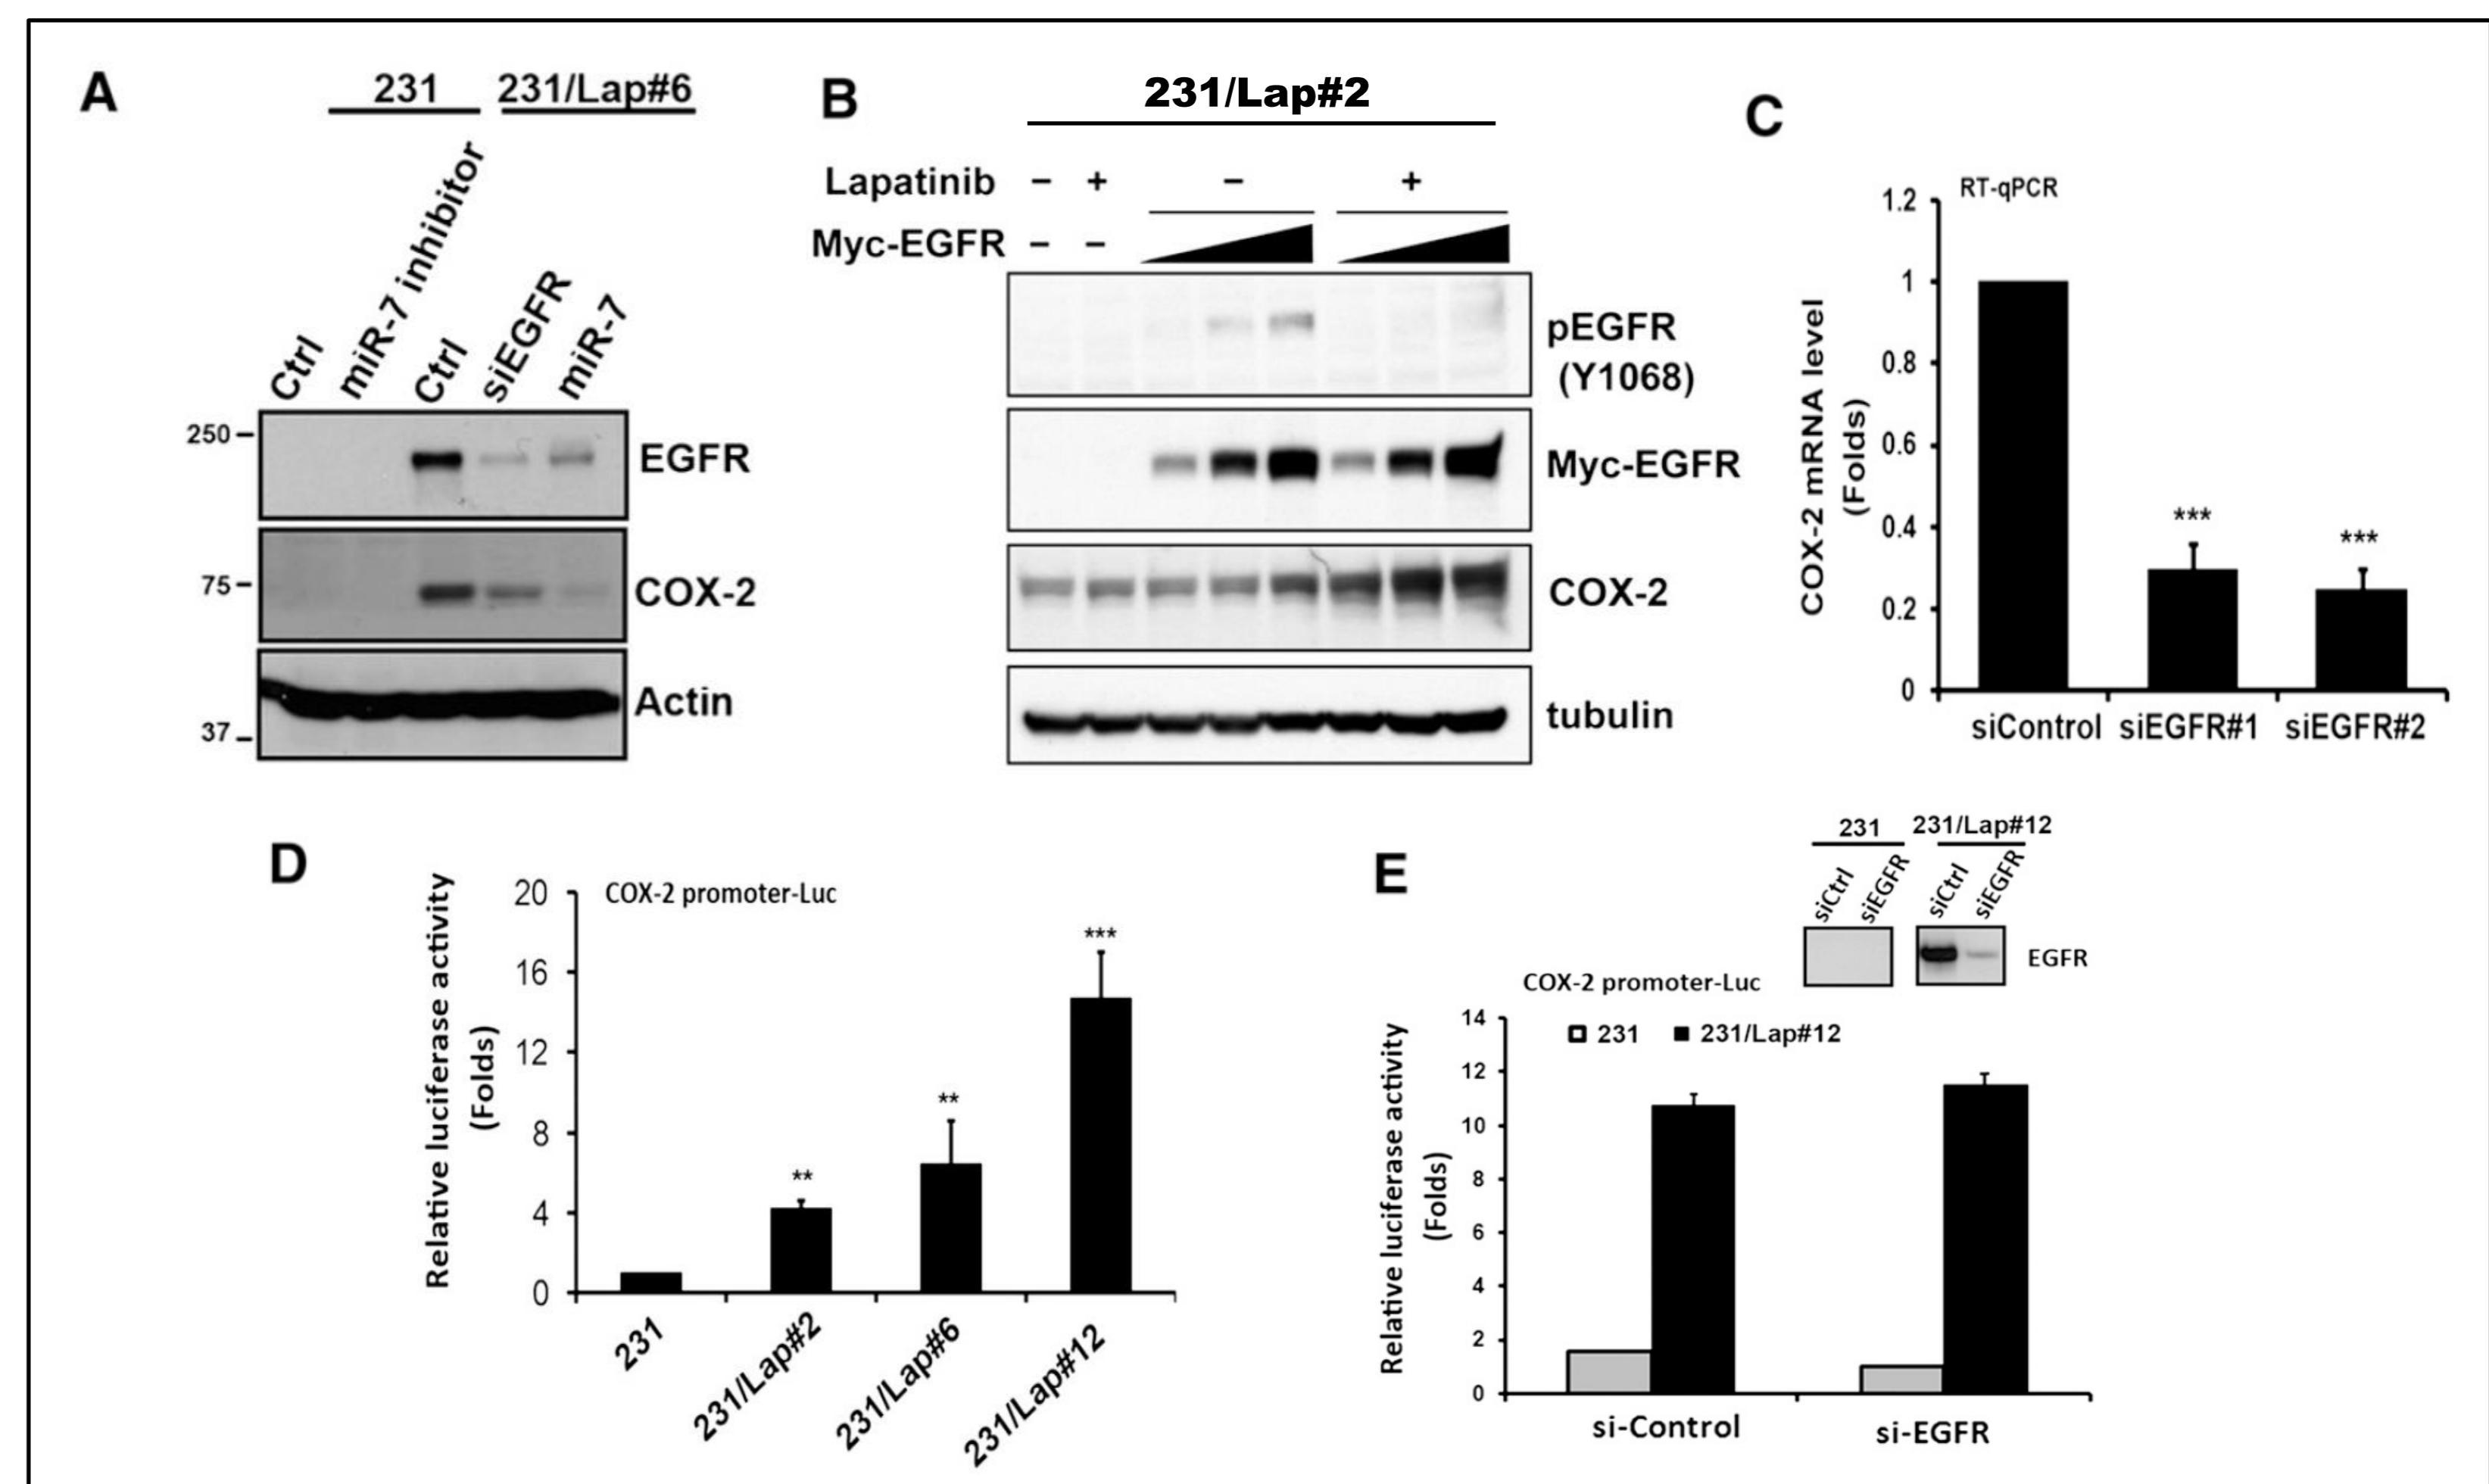 A
231 231/Lap#6
Ctrl
miR-7 inhibitor
Ctrl
siEGFR
miR-7
250
EGFR
75
COX-2
Actin
37
B
231/Lap#2
Lapatinib − + − +
Myc-EGFR − −
pEGFR
(Y1068)
Myc-EGFR
COX-2
tubulin
C
RT-qPCR
COX-2 mRNA level
(Folds)
1.2
1
0.8
0.6
0.4
0.2
0
***
***
siControl siEGFR#1 siEGFR#2
D
COX-2 promoter-Luc
Relative luciferase activity
(Folds)
20
16
12
8
4
0
**
**
***
231
231/Lap#2
231/Lap#6
231/Lap#12
E
231 231/Lap#12
siCtrl
siEGFR
siCtrl
siEGFR
EGFR
COX-2 promoter-Luc
231 231/Lap#12
Relative luciferase activity
(Folds)
14
12
10
8
6
4
2
0
si-Control si-EGFR